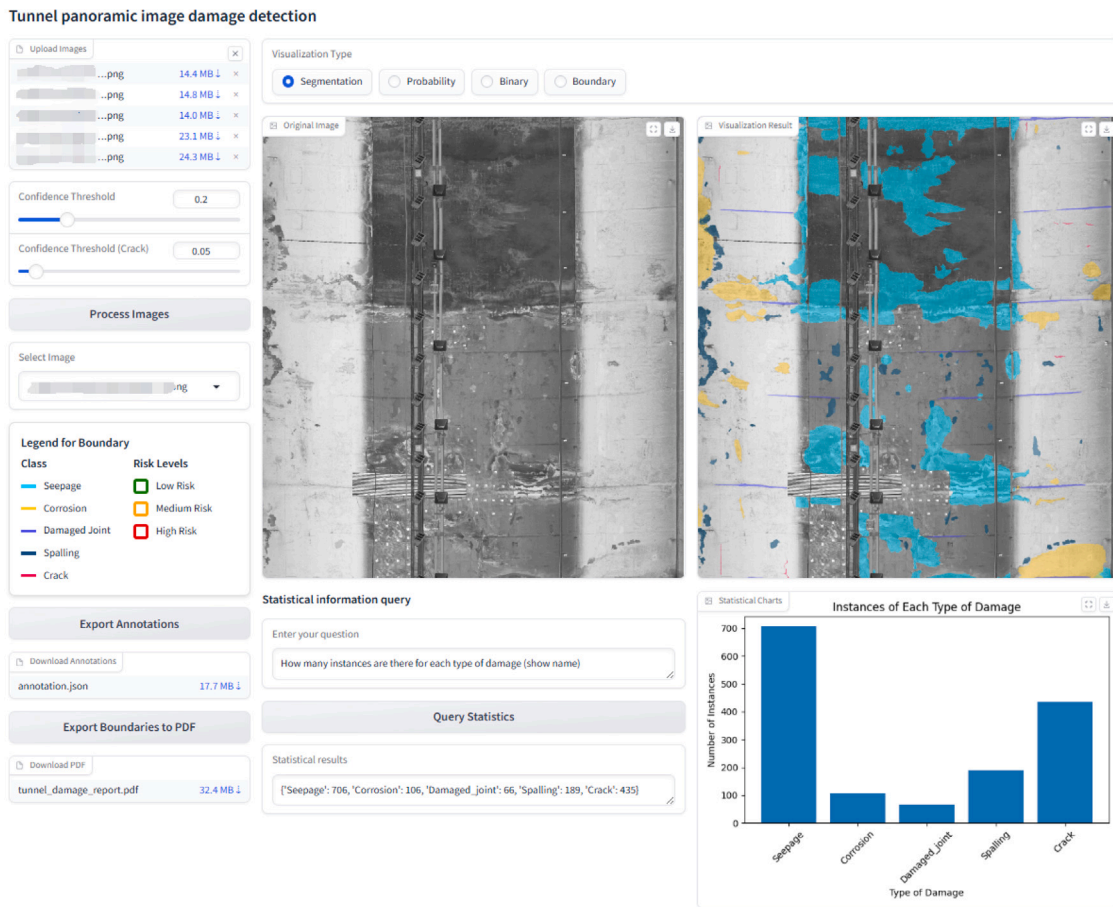 Tunnel panoramic image damage detection
Upload Images
...png 14.4 MB↓ ×
..png 14.8 MB↓ ×
...png 14.0 MB↓ ×
...png 23.1 MB↓ ×
...png 24.3 MB↓ ×
Confidence Threshold 0.2
Confidence Threshold (Crack) 0.05
Process Images
Select Image
Legend for Boundary
Class Risk Levels
Seepage Low Risk
Corrosion Medium Risk
Damaged Joint High Risk
Spalling
Crack
Export Annotations
Download Annotations
annotation.json 17.7 MB↓
Export Boundaries to PDF
Download PDF
tunnel_damage_report.pdf 32.4 MB↓
Visualization Type
Segmentation Probability Binary Boundary
Original Image
Visualization Result
Statistical information query
Enter your question
How many instances are there for each type of damage (show name)
Query Statistics
Statistical results
{'Seepage': 706, 'Corrosion': 106, 'Damaged_joint': 66, 'Spalling': 189, 'Crack': 435}
Statistical Charts
Instances of Each Type of Damage
Number of Instances
700
600
500
400
300
200
100
0
Seepage
Corrosion
Damaged_joint
Spalling
Crack
Type of Damage